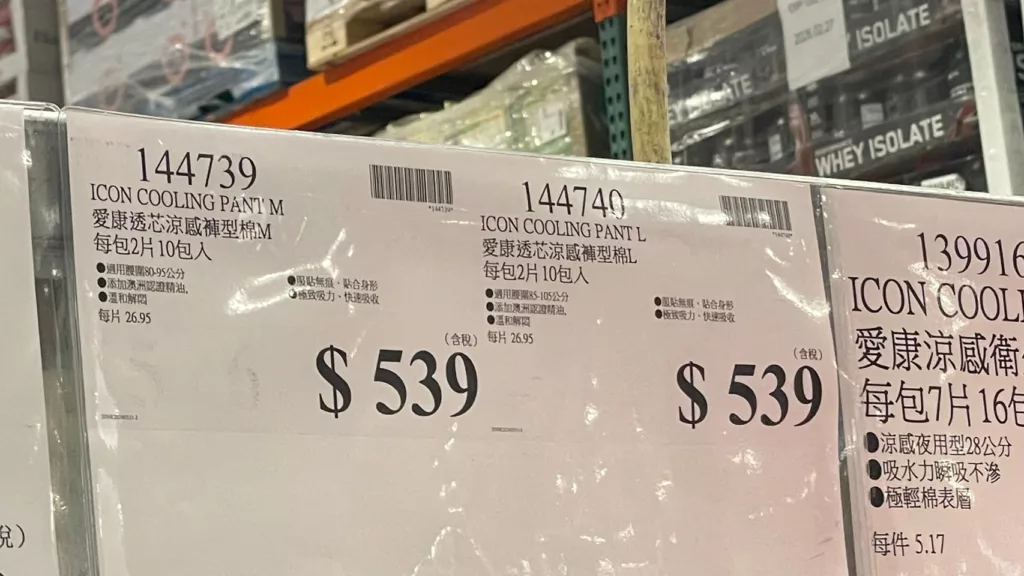 WHEY ISOLATE
144739
ICON COOLING PANT M
愛康透芯涼感褲型棉M
每包2片10包入
●適用腰圍80-95公分
●添加澳洲認證精油,
●溫和解悶
●服貼無痕、貼合身形
●極致吸力、快速吸收
每片 26.95
(含稅)
$ 539
144740
ICON COOLING PANT L
愛康透芯涼感褲型棉L
每包2片10包入
●適用腰圍85-105公分
●添加澳洲認證精油,
●溫和解悶
●服貼無痕、貼合身形
●極致吸力、快速吸收
每片 26.95
(含稅)
$ 539
139916
ICON COOL
愛康涼感衛
每包7片16包
●涼感夜用型28公分
●吸水力瞬吸不滲
●極輕棉表層
每件 5.17
稅)